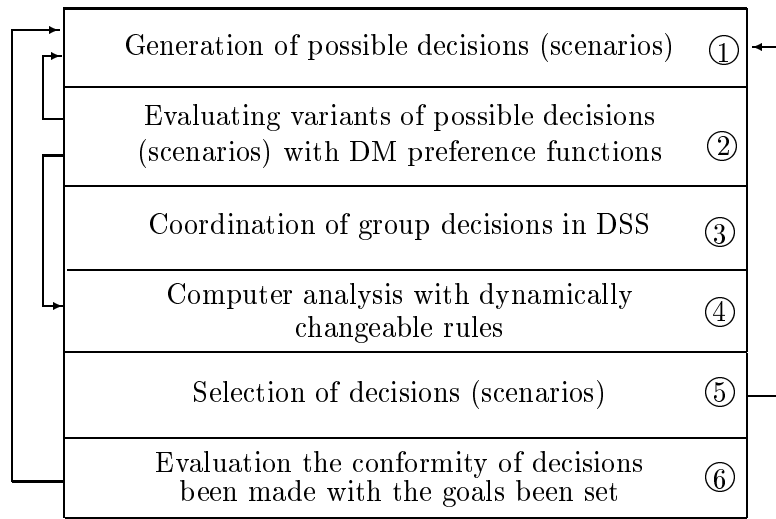 Generation of possible decisions (scenarios) 1
Evaluating variants of possible decisions
(scenarios) with DM preference functions 2
Coordination of group decisions in DSS 3
Computer analysis with dynamically
changeable rules 4
Selection of decisions (scenarios) 5
Evaluation the conformity of decisions
been made with the goals been set 6